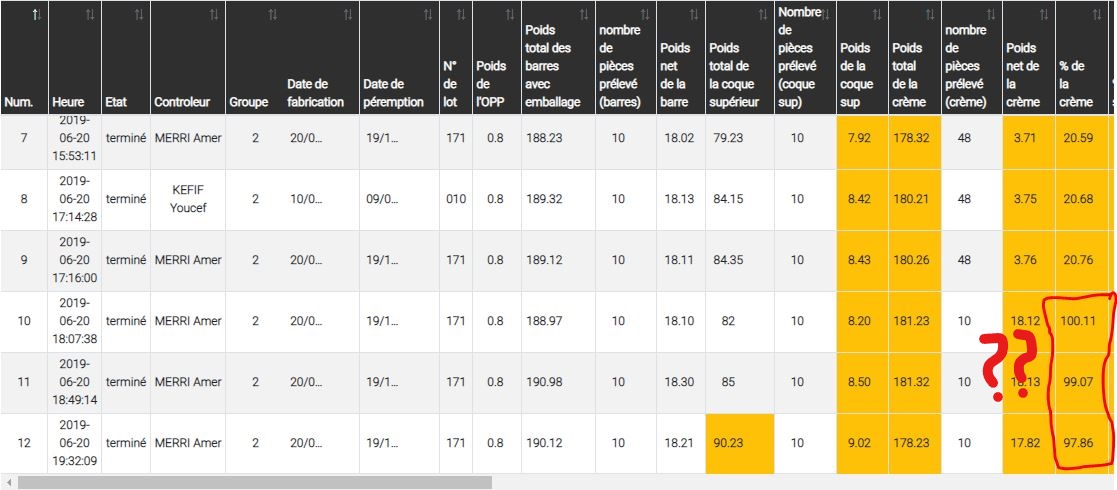 Num. Heure Etat Controleur Groupe Date de fabrication Date de péremption N° de lot Poids de l'OPP Poids total des barres avec emballage nombre de pièces prélevé (barres) Poids net de la barre Poids total de la coque supérieur Nombre de pièces prélevé (coque sup) Poids de la coque sup Poids total de la crème nombre de pièces prélevé (crème) Poids net de la crème % de la crème
7 2019-06-20 15:53:11 terminé MERRI Amer 2 20/0... 19/1... 171 0.8 188.23 10 18.02 79.23 10 7.92 178.32 48 3.71 20.59
8 2019-06-20 17:14:28 terminé KEFIF Youcef 2 10/0... 09/0... 010 0.8 189.32 10 18.13 84.15 10 8.42 180.21 48 3.75 20.68
9 2019-06-20 17:16:00 terminé MERRI Amer 2 20/0... 19/1... 171 0.8 189.12 10 18.11 84.35 10 8.43 180.26 48 3.76 20.76
10 2019-06-20 18:07:38 terminé MERRI Amer 2 20/0... 19/1... 171 0.8 188.97 10 18.10 82 10 8.20 181.23 10 18.12 100.11
11 2019-06-20 18:49:14 terminé MERRI Amer 2 20/0... 19/1... 171 0.8 190.98 10 18.30 85 10 8.50 181.32 10 18.13 99.07
12 2019-06-20 19:32:09 terminé MERRI Amer 2 20/0... 19/1... 171 0.8 190.12 10 18.21 90.23 10 9.02 178.23 10 17.82 97.86
??